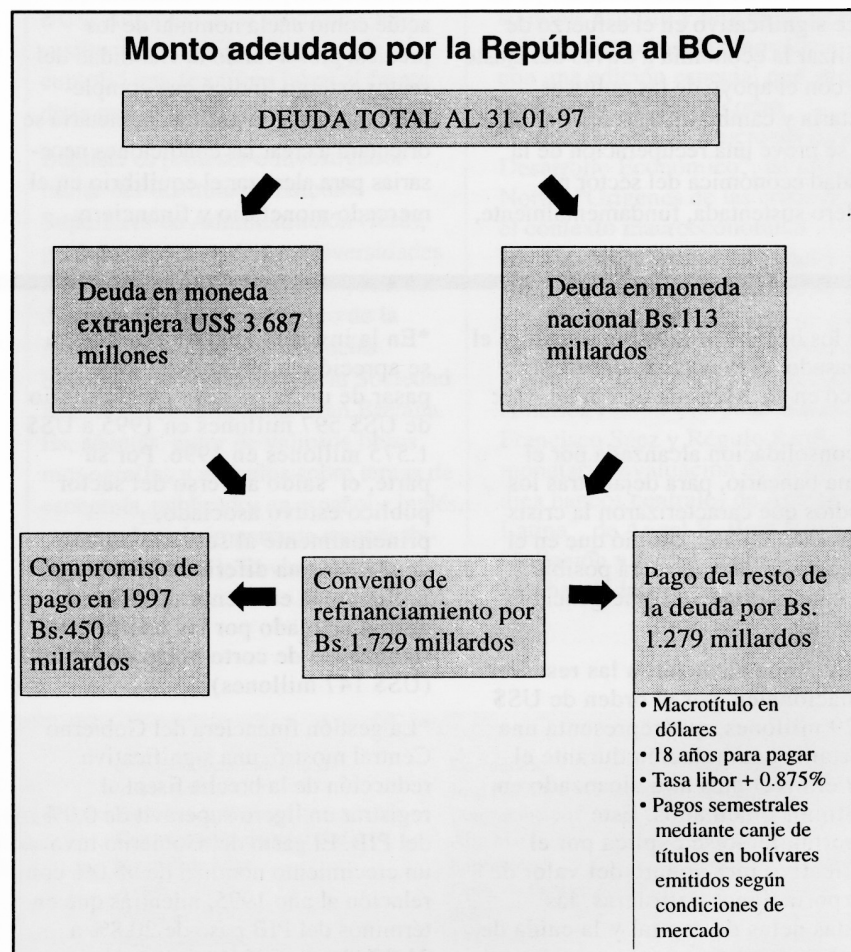 Monto adeudado por la República al BCV
DEUDA TOTAL AL 31-01-97
Deuda en moneda
extranjera US$ 3.687
millones
Deuda en moneda
nacional Bs.113
millardos
Compromiso de
pago en 1997
Bs.450
millardos
Convenio de
refinanciamiento por
Bs.1.729 millardos
Pago del resto de
la deuda por Bs.
1.279 millardos
• Macrotítulo en
dólares
• 18 años para pagar
• Tasa libor + 0.875%
• Pagos semestrales
mediante canje de
títulos en bolívares
emitidos según
condiciones de
mercado